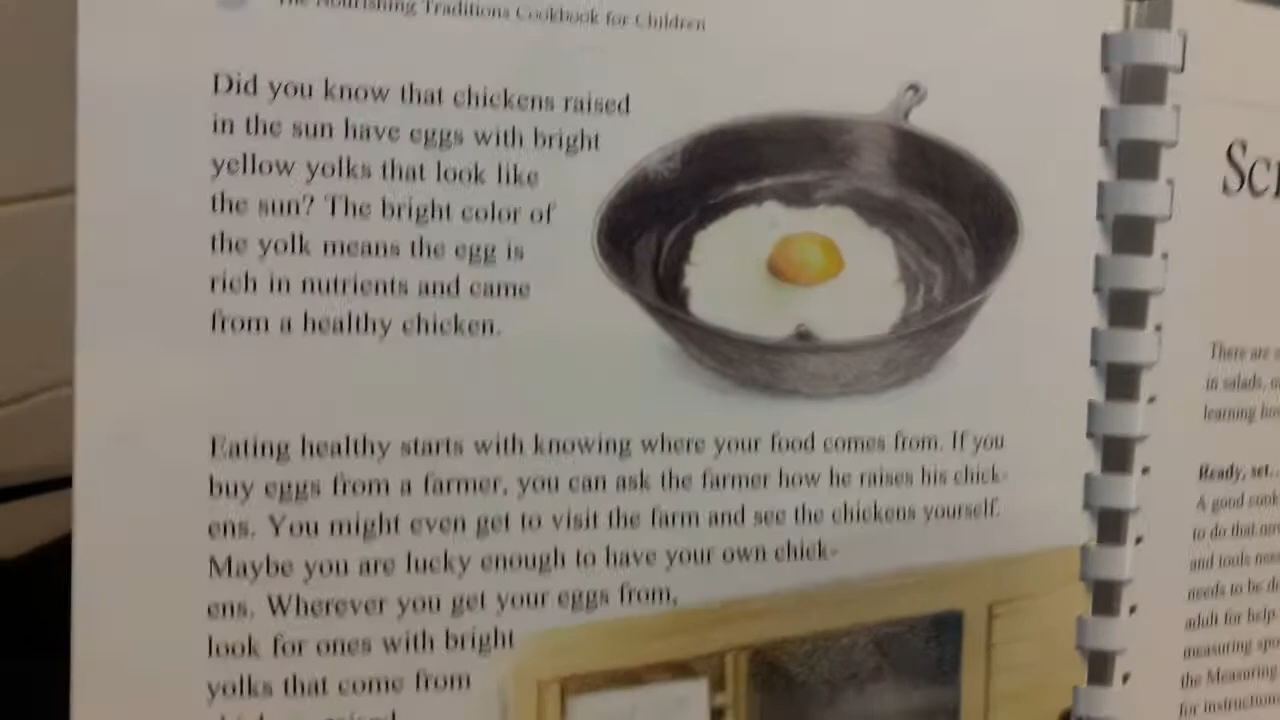 The Nourishing Traditions Cookbook for Children
Did you know that chickens raised
in the sun have eggs with bright
yellow yolks that look like
the sun? The bright color of
the yolk means the egg is
rich in nutrients and came
from a healthy chicken.
Eating healthy starts with knowing where your food comes from. If you
buy eggs from a farmer, you can ask the farmer how he raises his chick-
ens. You might even get to visit the farm and see the chickens yourself.
Maybe you are lucky enough to have your own chick-
ens. Wherever you get your eggs from,
look for ones with bright
yolks that come from
There are
in salads,
learning
Ready, set..
A good
to do that
and tools
needs to be
adult for help.
measuring
the Measuring
for